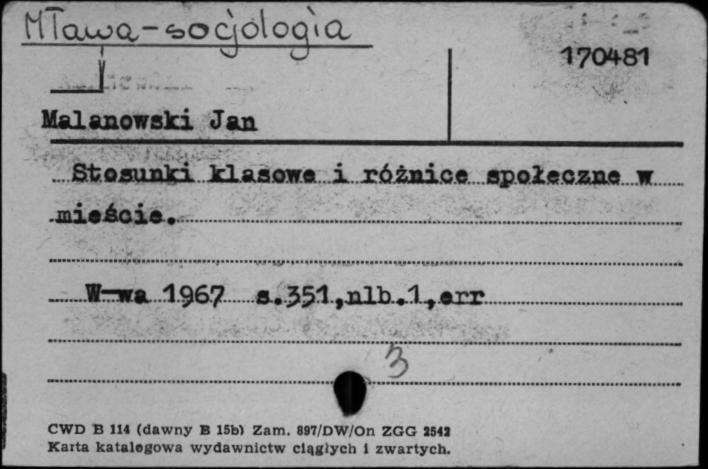 Mława-socjologia
170481
Malanowski Jan
Stosunki klasowe i różnice społeczne w
mieście.
W-wa 1967 s.351,nlb.1,err
3
CWD B 114 (dawny B 15b) Zam. 897/DW/On ZGG 2542
Karta katalogowa wydawnictw ciągłych i zwartych.